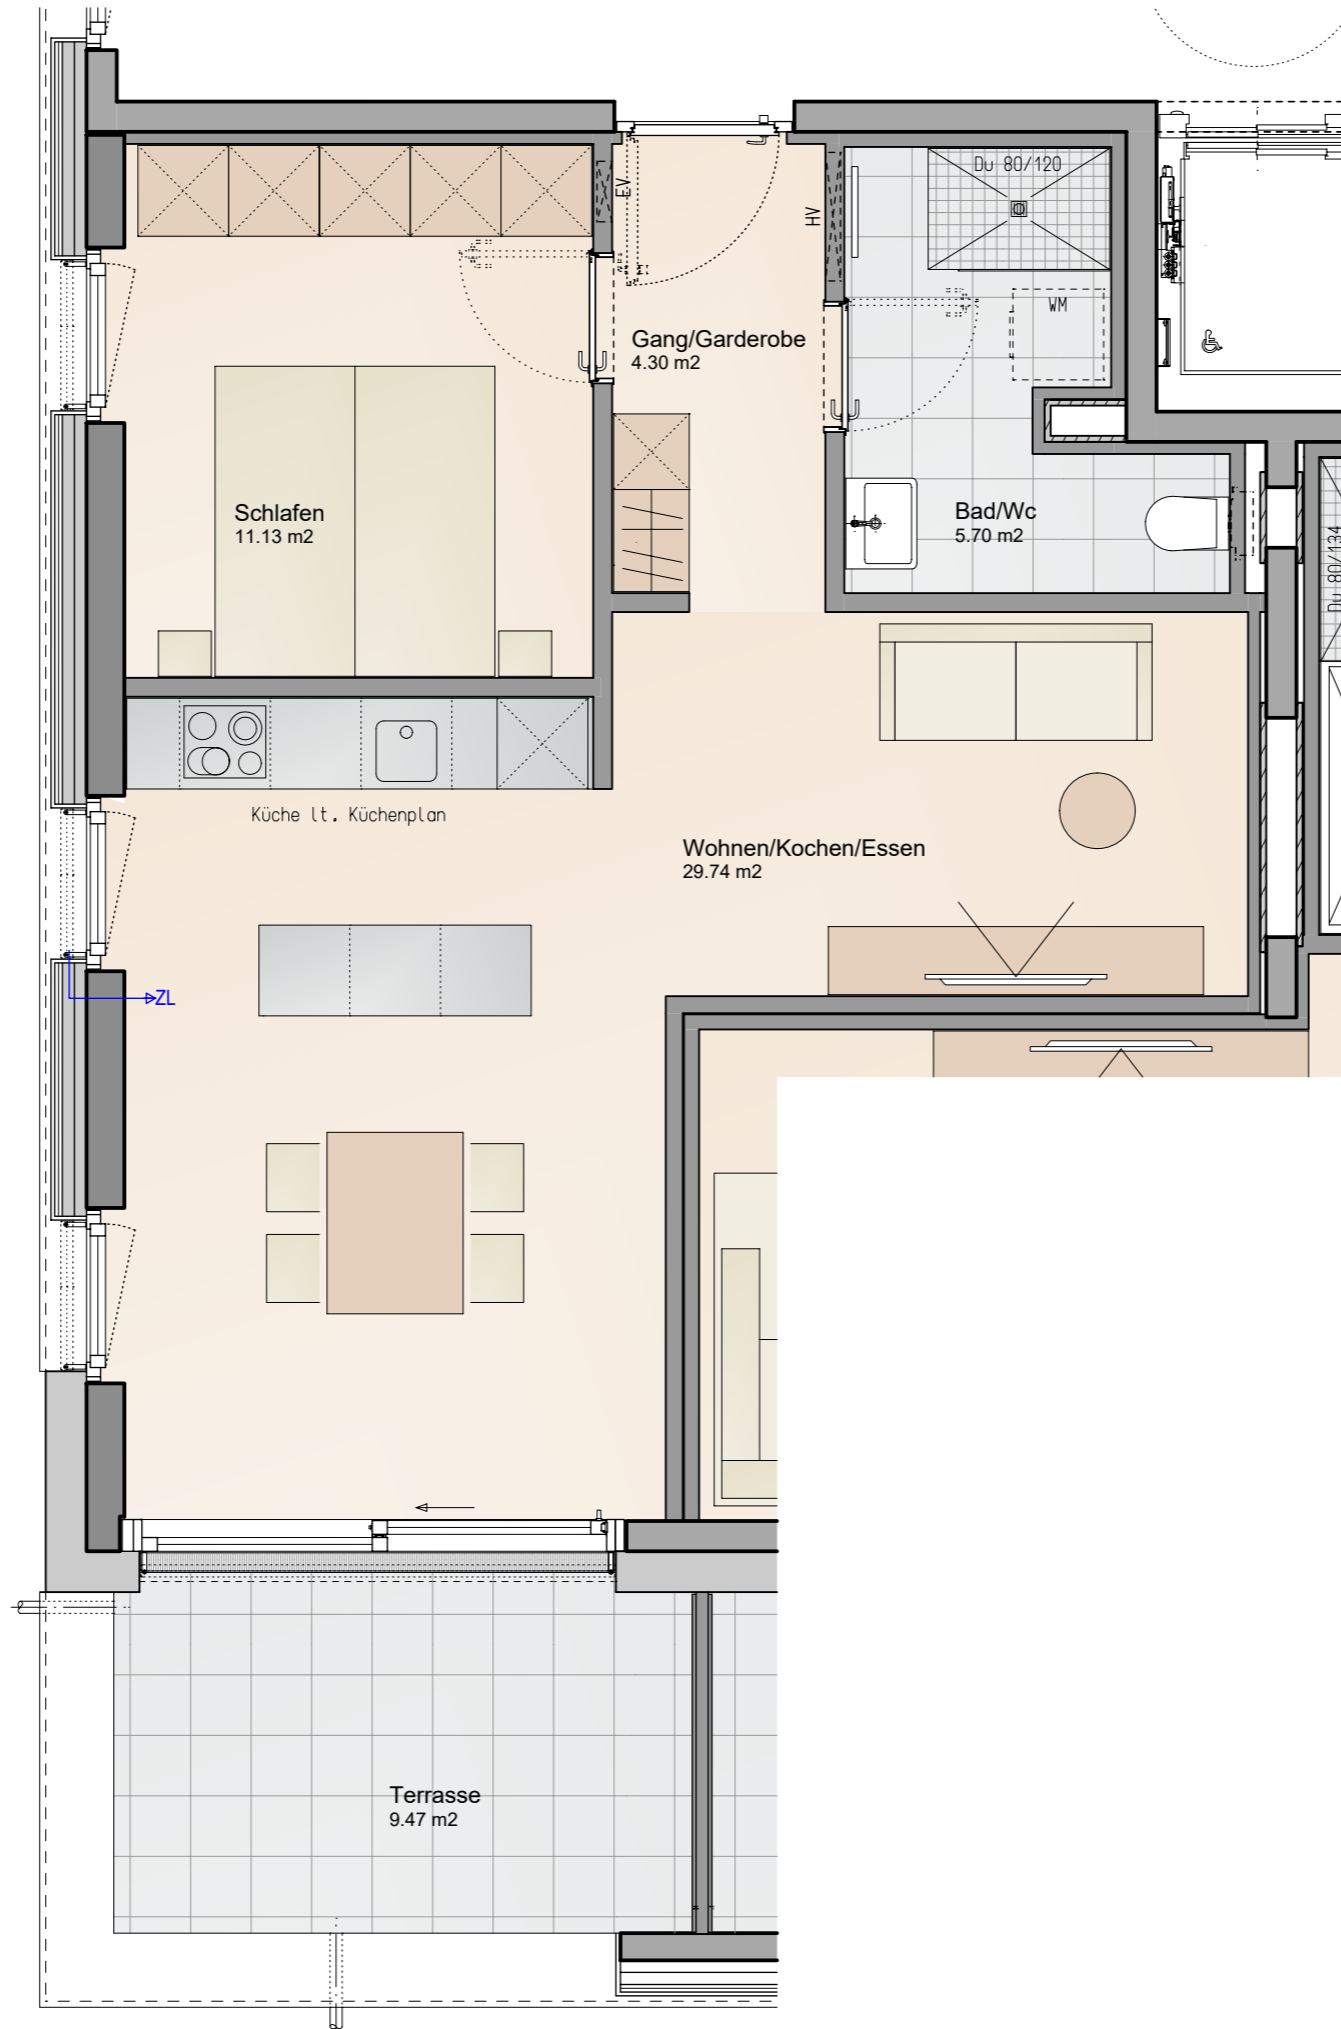 Du 80/120
EV
HV
WM
Gang/Garderobe
4.30 m2
Schlafen
11.13 m2
Bad/Wc
5.70 m2
Du 80/134
Küche lt. Küchenplan
Wohnen/Kochen/Essen
29.74 m2
ZL
Terrasse
9.47 m2